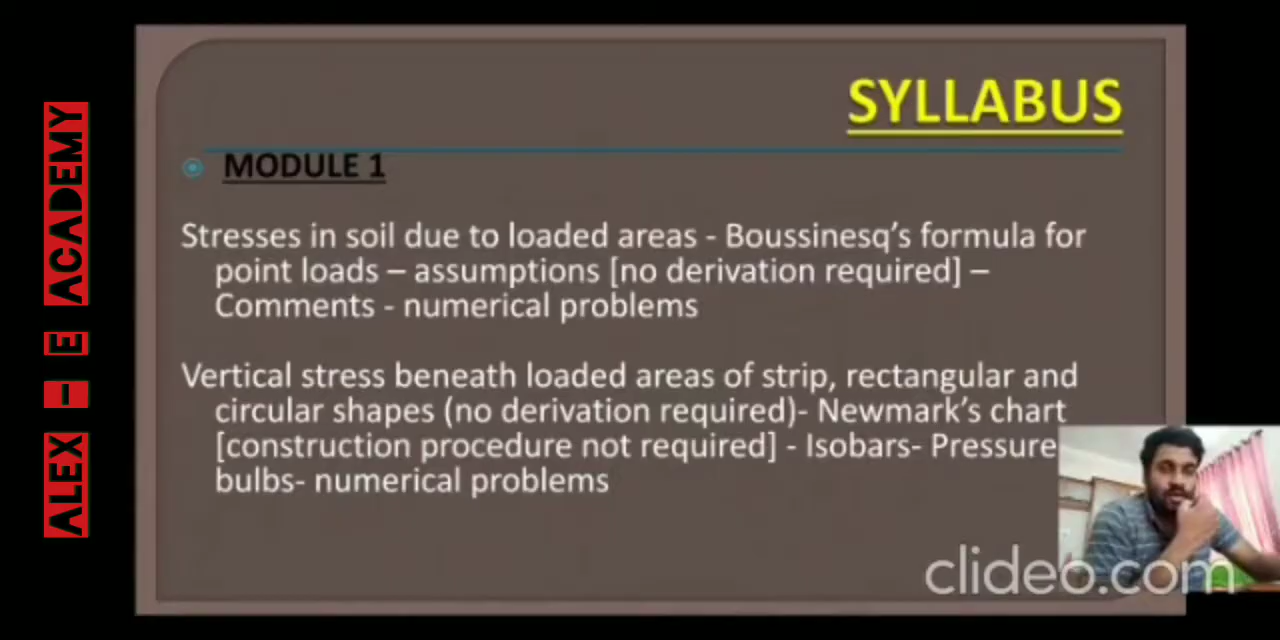 ALEX - E ACADEMY
SYLLABUS
MODULE 1
Stresses in soil due to loaded areas - Boussinesq's formula for
point loads – assumptions [no derivation required] –
Comments - numerical problems
Vertical stress beneath loaded areas of strip, rectangular and
circular shapes (no derivation required)- Newmark's chart
[construction procedure not required] - Isobars- Pressure
bulbs- numerical problems
clideo.com